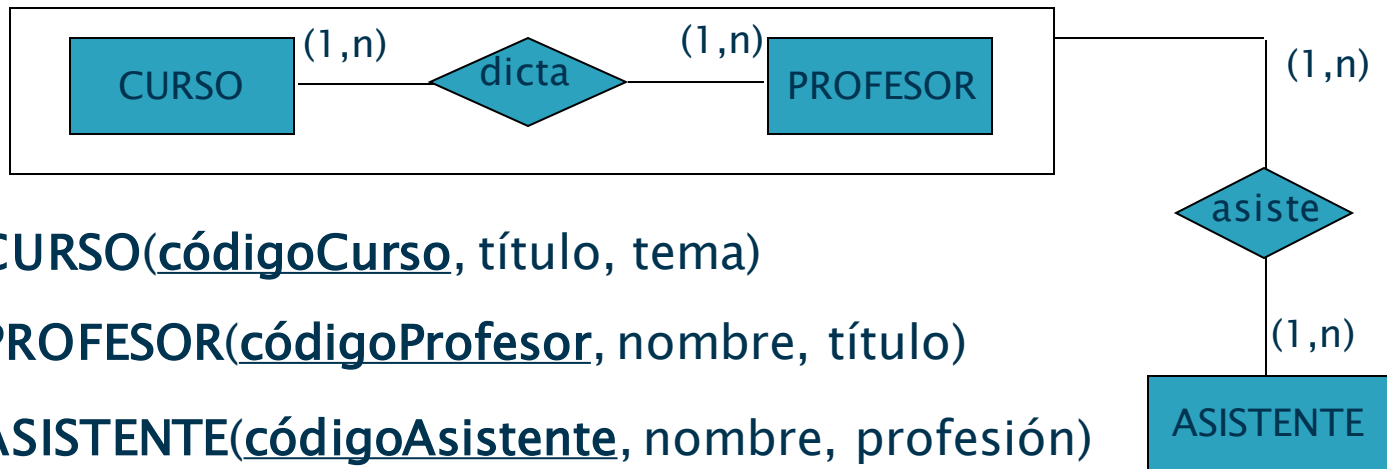 (1,n)
(1,n)
CURSO
dicta
PROFESOR
(1,n)
asiste
CURSO(códigoCurso, título, tema)
PROFESOR(códigoProfesor, nombre, título)
(1,n)
ASISTENTE(códigoAsistente, nombre, profesión)
ASISTENTE